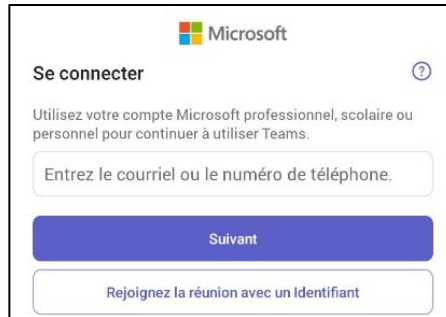 Microsoft
Se connecter
?
Utilisez votre compte Microsoft professionnel, scolaire ou
personnel pour continuer à utiliser Teams.
Entrez le courriel ou le numéro de téléphone.
Suivant
Rejoignez la réunion avec un Identifiant